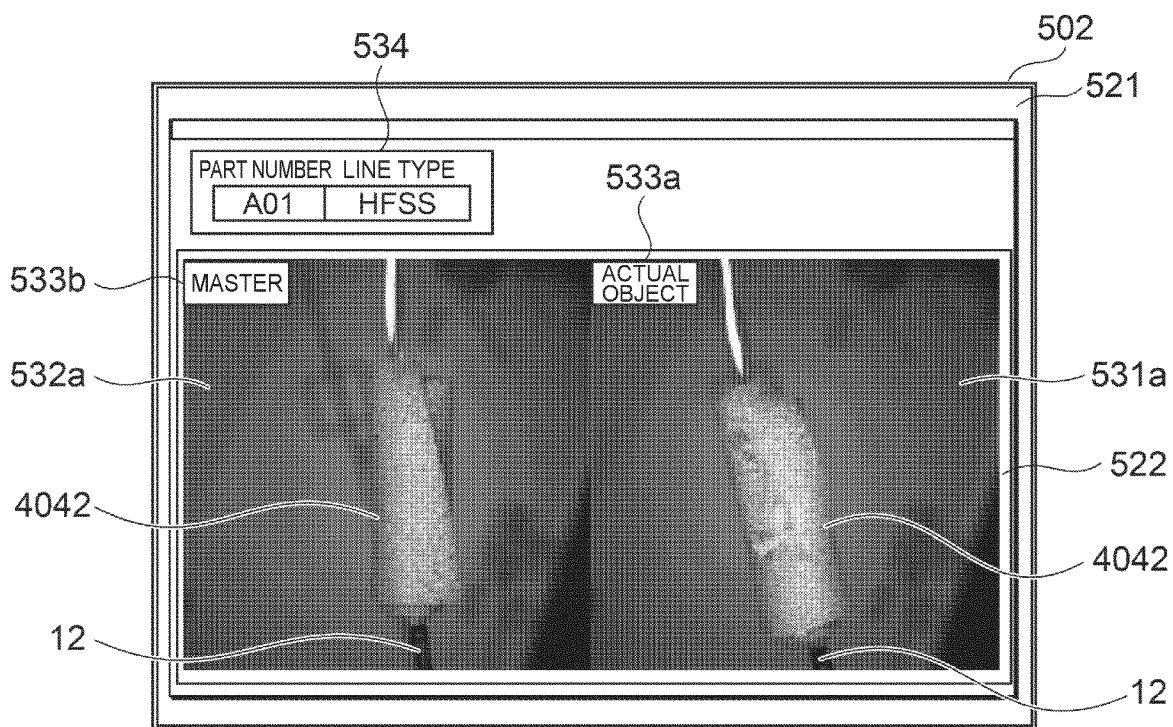 502
534
521
PART NUMBER LINE TYPE
A01 HFSS
533a
533b
MASTER
ACTUAL
OBJECT
532a
531a
522
4042
4042
12
12